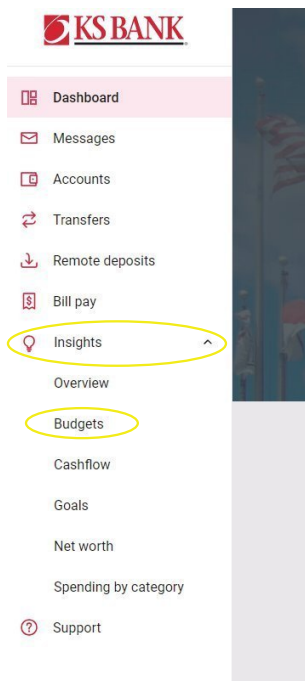 KS BANK
Dashboard
Messages
Accounts
Transfers
Remote deposits
Bill pay
Insights
Overview
Budgets
Cashflow
Goals
Net worth
Spending by category
Support